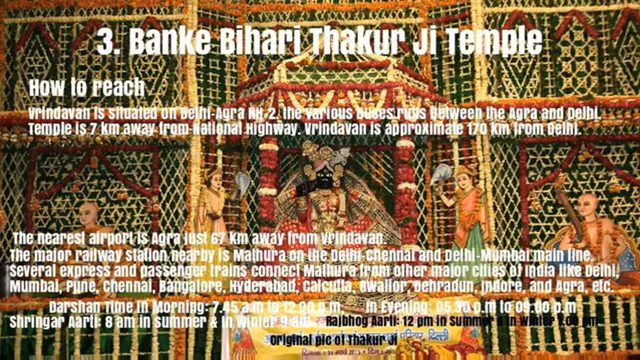 3. Banke Bihari Thakur Ji Temple
How to reach
Vrindavan is situated on Delhi-Agra NH-2. the various buses runs between the Agra and Delhi.
Temple is 7 km away from National Highway. Vrindavan is approximate 170 km from Delhi.
The nearest airport is Agra just 67 km away from Vrindavan.
The major railway station nearby is Mathura on the Delhi-Chennai and Delhi-Mumbai main line.
Several express and passenger trains connect Mathura from other major cities of India like Delhi,
Mumbai, Pune, Chennai, Bangalore, Hyderabad, Calcutta, Gwalior, Dehradun, Indore, and Agra, etc.
Darshan Time in Morning: 7.45 a.m to 12.00 p.m In Evening: 05.30 p.m to 09.00 p.m
Shringar Aarti: 8 am in summer & in Winter 9 am Rajbhog Aarti: 12 pm in Summer & in Winter 1.00 pm
original pic of Thakur Ji